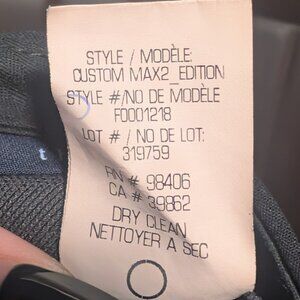 STYLE / MODÈLE:
CUSTOM MAX2_EDITION
STYLE #/NO DE MODÈLE
F0001218
LOT # / NO DE LOT:
319759
RN # 98406
CA # 39862
DRY CLEAN
NETTOYER A SEC